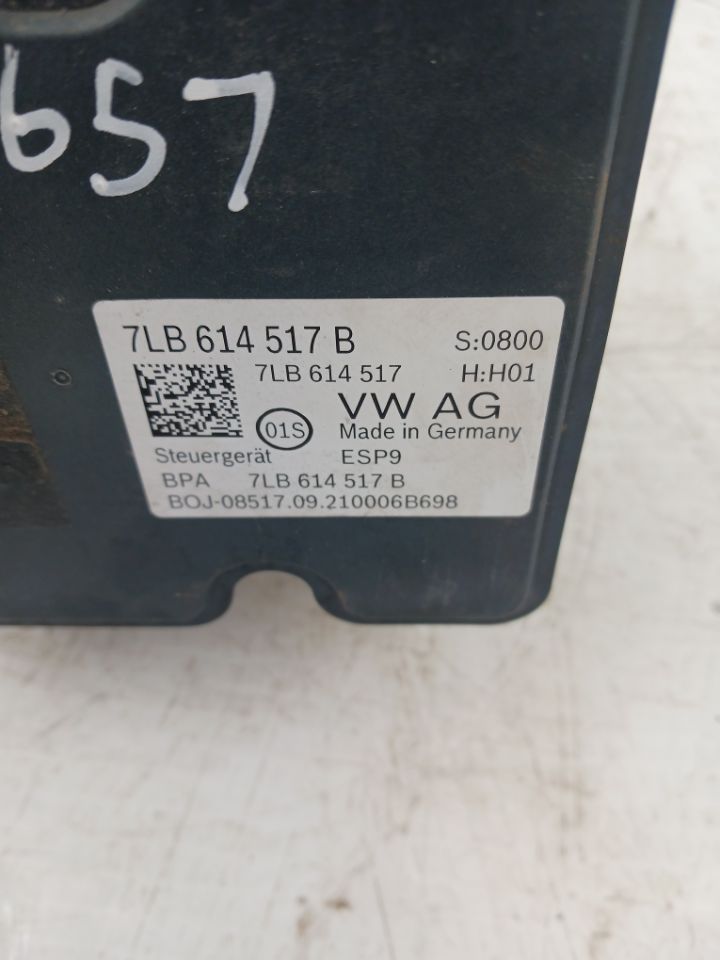 657
7LB 614 517 B S:0800
7LB 614 517 H:H01
VW AG
01S Made in Germany
Steuergerät ESP9
BPA 7LB 614 517 B
BOJ-08517.09.210006B698